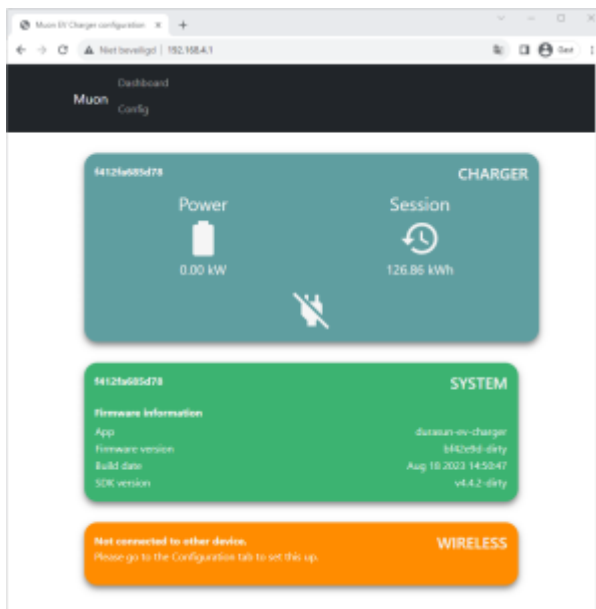 Muon EV Charger configuration
Niet beveiligd | 192.168.4.1
Gast
Muon
Dashboard
Config
f412fa685d78
CHARGER
Power
Session
0.00 kW
126.86 kWh
f412fa685d78
SYSTEM
Firmware information
App durasun-ev-charger
Firmware version bf42e9d-dirty
Build date Aug 18 2023 14:50:47
SDK version v4.4.2-dirty
Not connected to other device.
WIRELESS
Please go to the Configuration tab to set this up.